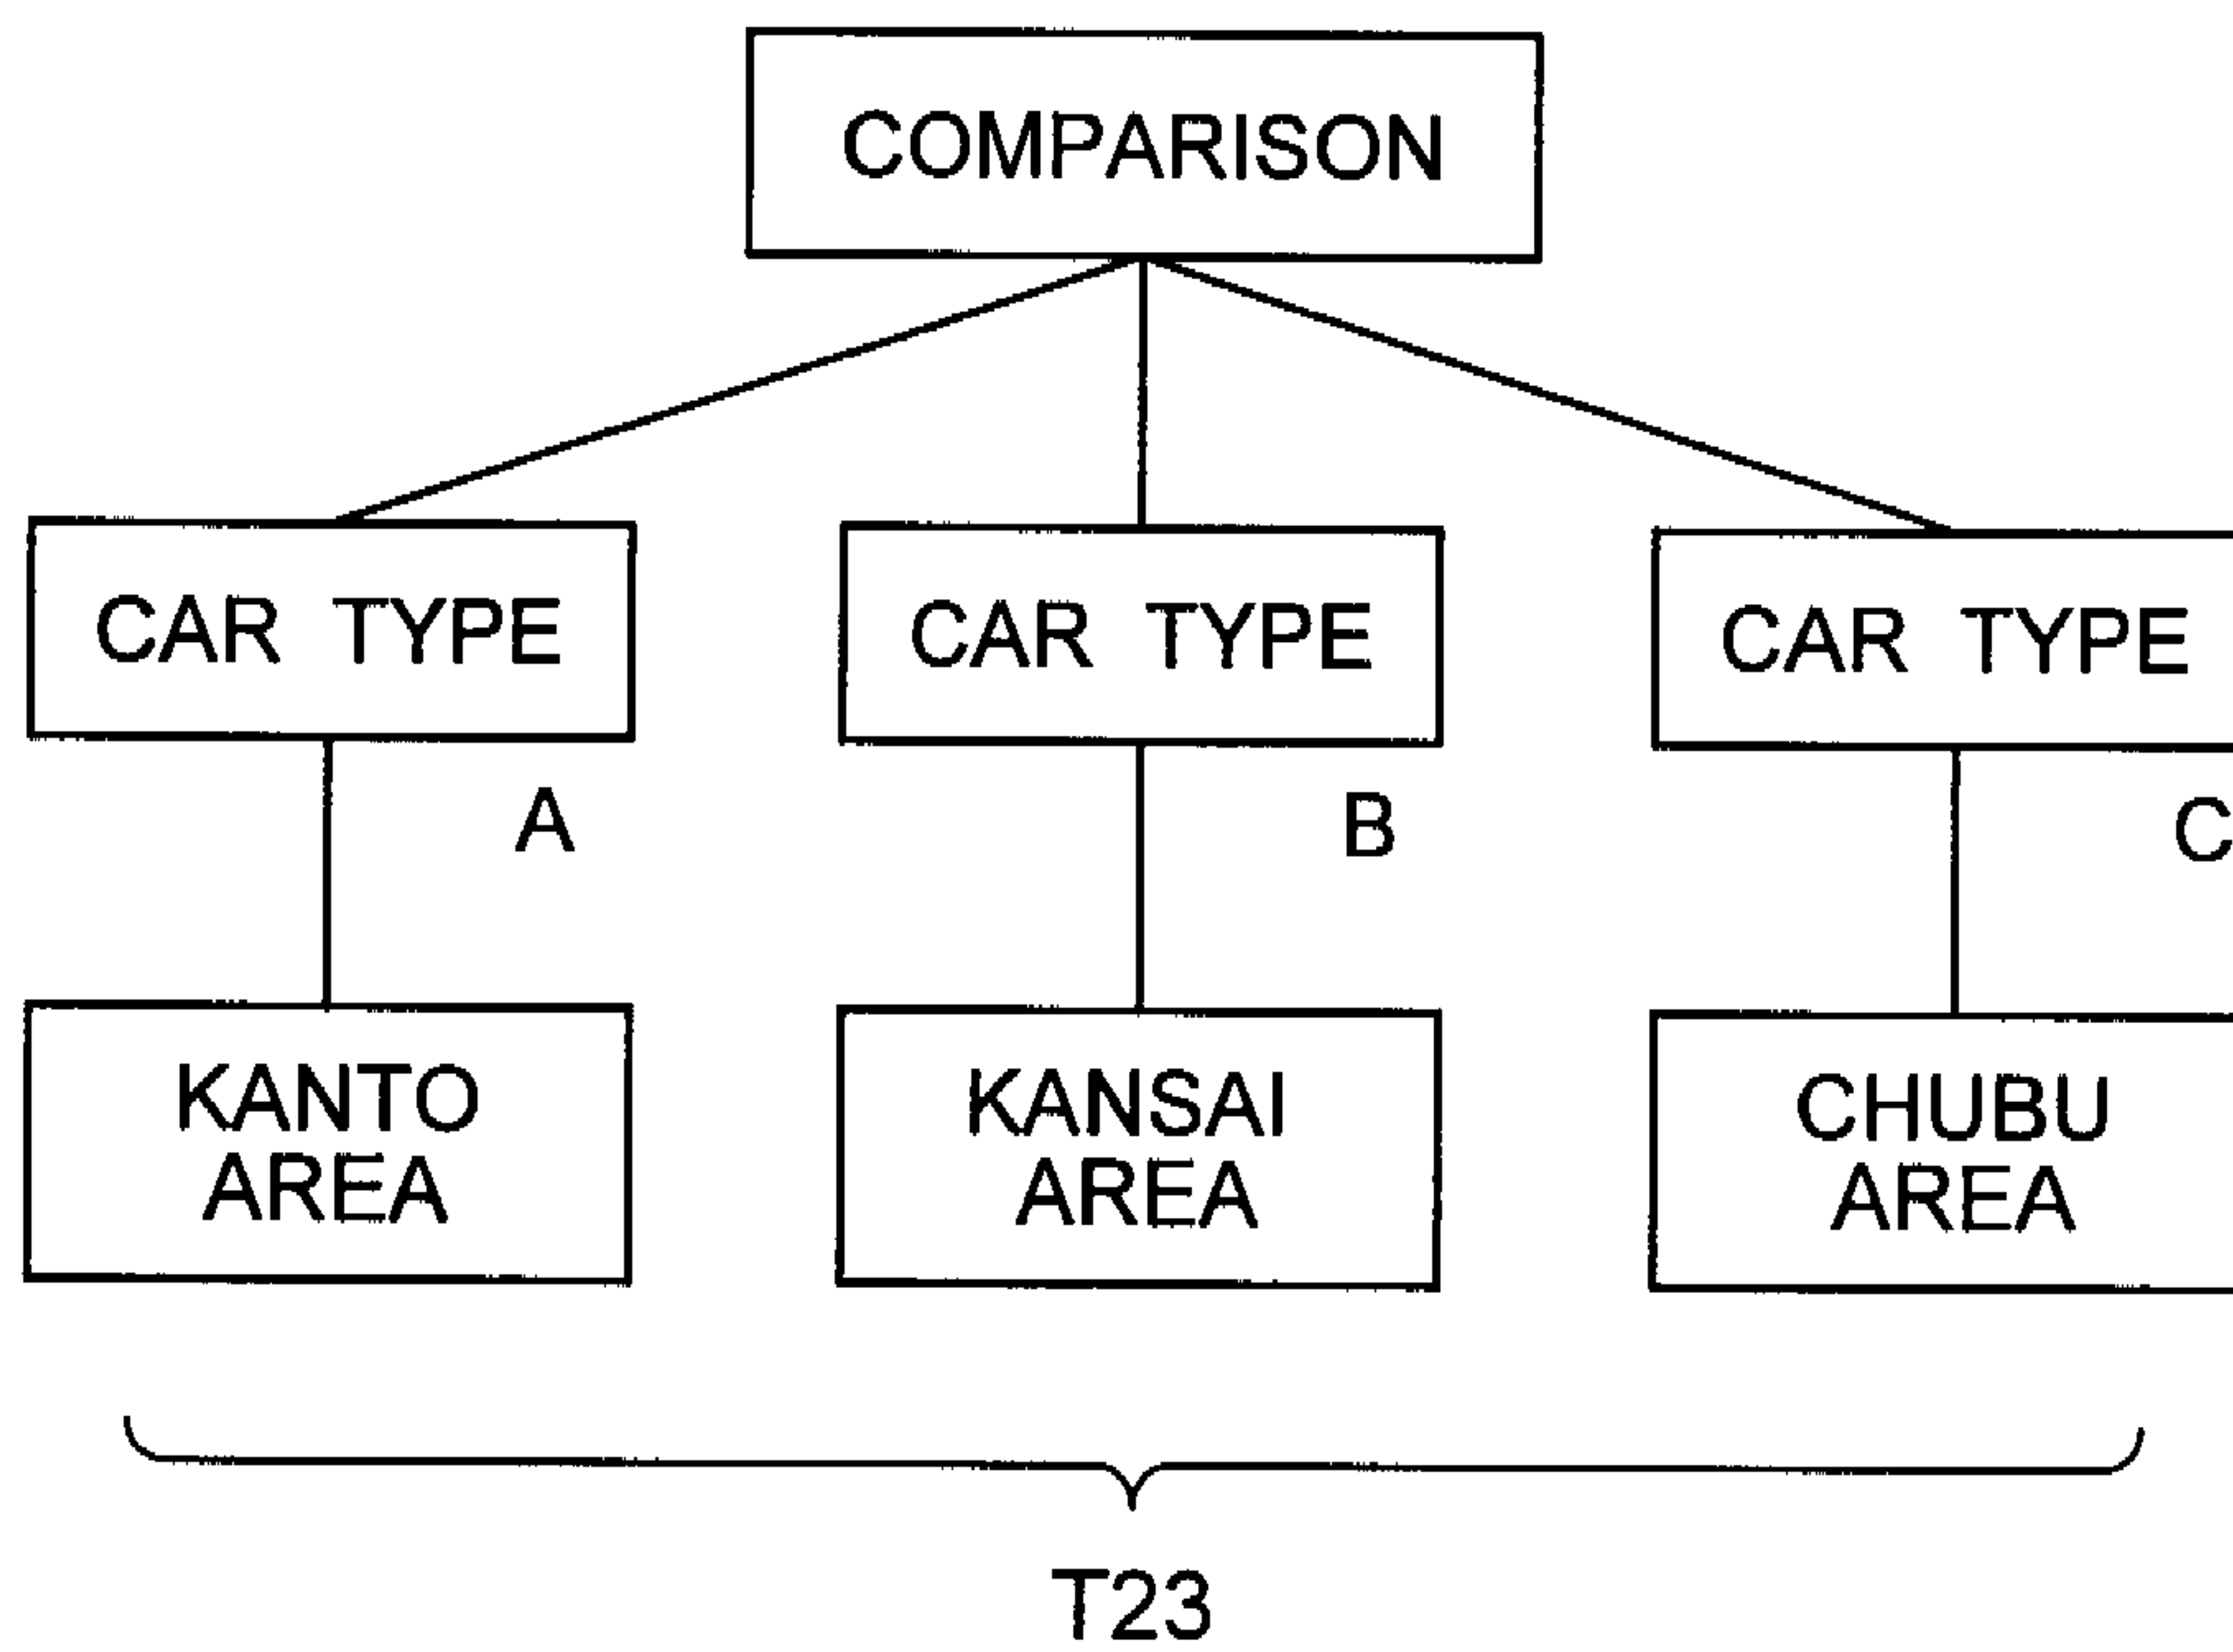 COMPARISON
CAR TYPE
CAR TYPE
CAR TYPE
A
B
C
KANTO
AREA
KANSAI
AREA
CHUBU
AREA
T23